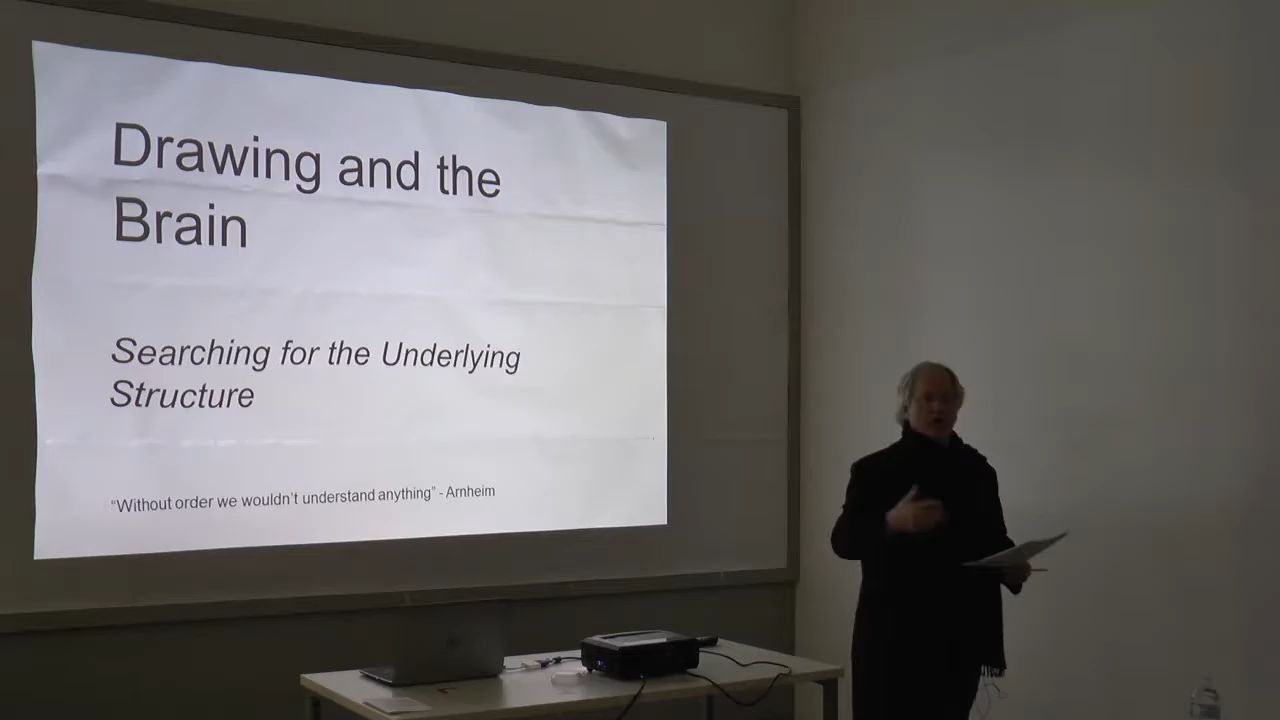 Drawing and the
Brain
Searching for the Underlying
Structure
“Without order we wouldn’t understand anything” - Arnheim